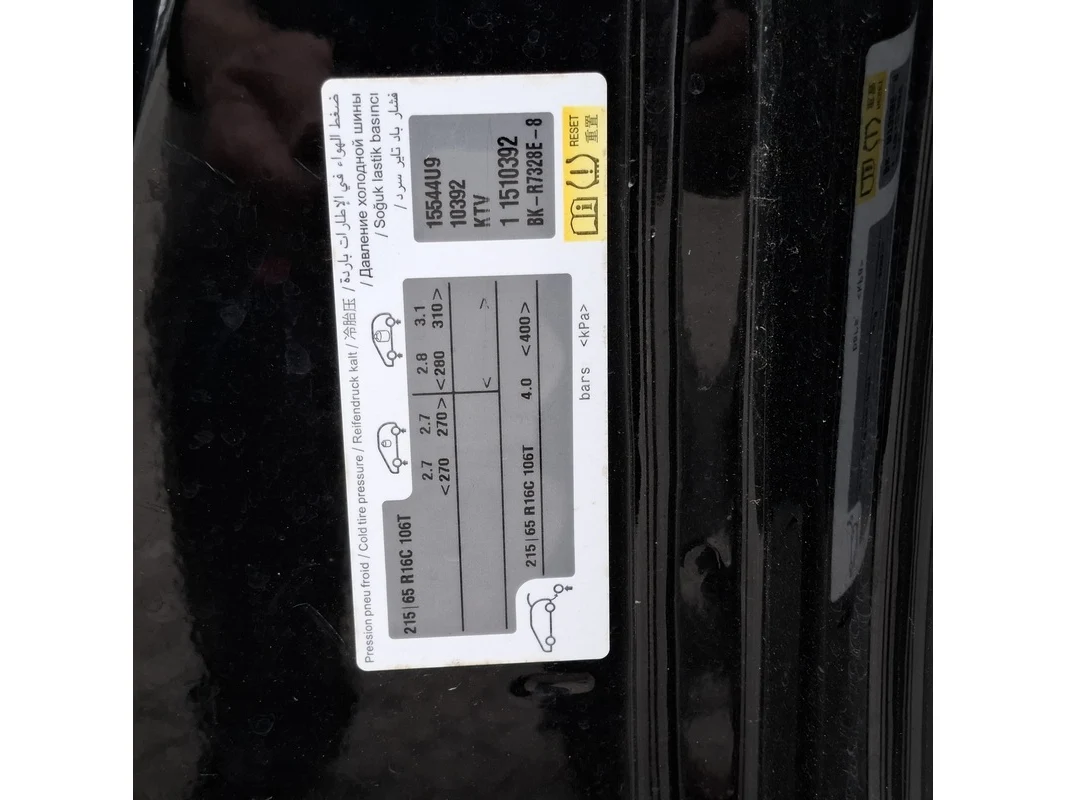 Pression pneu froid / Cold tire pressure / Reifendruck kalt / 冷胎压 / ضغط الهواء في الإطارات باردة
/ Давление холодной шины
/ Soğuk lastik basıncı
/ فشار باد تایر سرد
215|65 R16C 106T
2.7 2.7 2.8 3.1
<270 270> <280 310>
< >
215|65 R16C 106T 4.0 <400>
bars <kPa>
15544U9
10392
KTV
1 1510392
BK-R7328E-8
RESET
重置